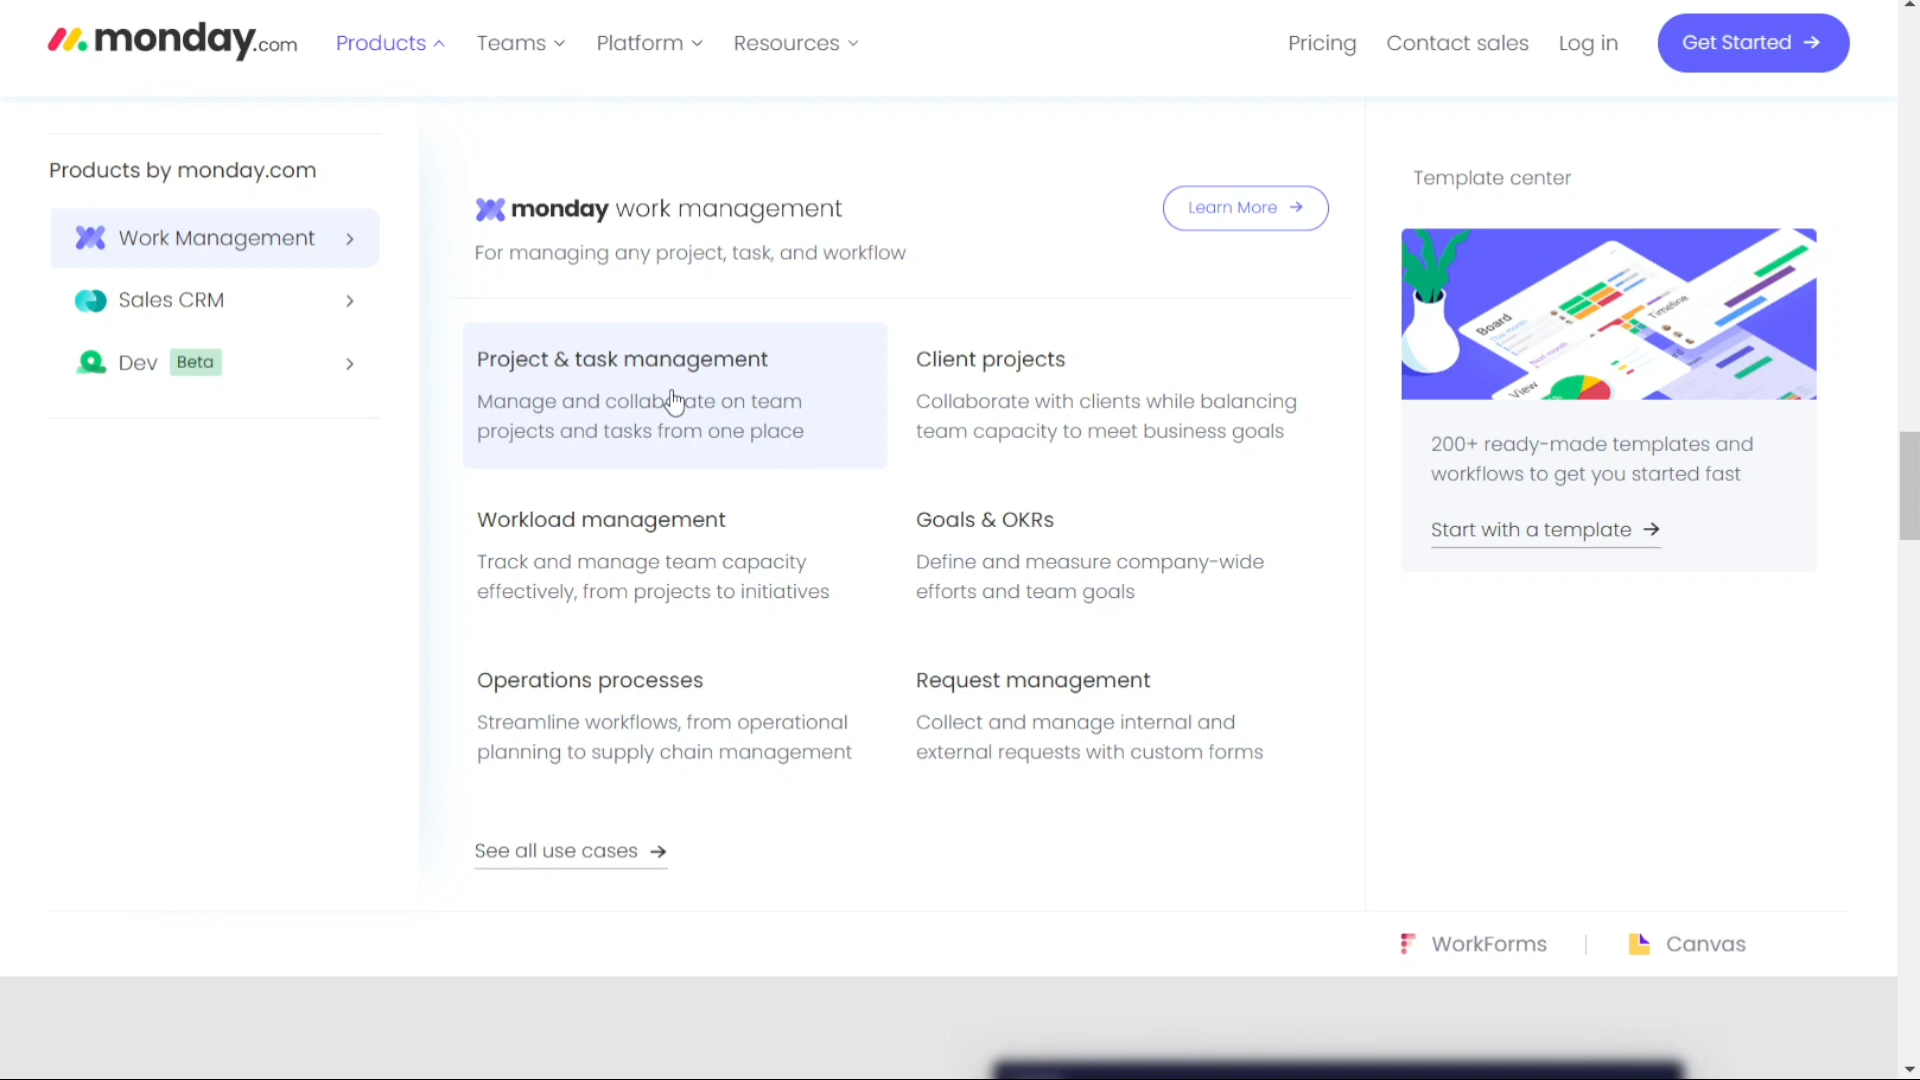 monday.com
Products
Teams
Platform
Resources
Pricing
Contact sales
Log in
Get Started
Products by monday.com
Work Management
Sales CRM
Dev Beta
monday work management
For managing any project, task, and workflow
Learn More
Project & task management
Manage and collaborate on team
projects and tasks from one place
Client projects
Collaborate with clients while balancing
team capacity to meet business goals
Workload management
Track and manage team capacity
effectively, from projects to initiatives
Goals & OKRs
Define and measure company-wide
efforts and team goals
Operations processes
Streamline workflows, from operational
planning to supply chain management
Request management
Collect and manage internal and
external requests with custom forms
See all use cases
Template center
Board
This month
Next month
Timeline
View
200+ ready-made templates and
workflows to get you started fast
Start with a template
WorkForms
Canvas